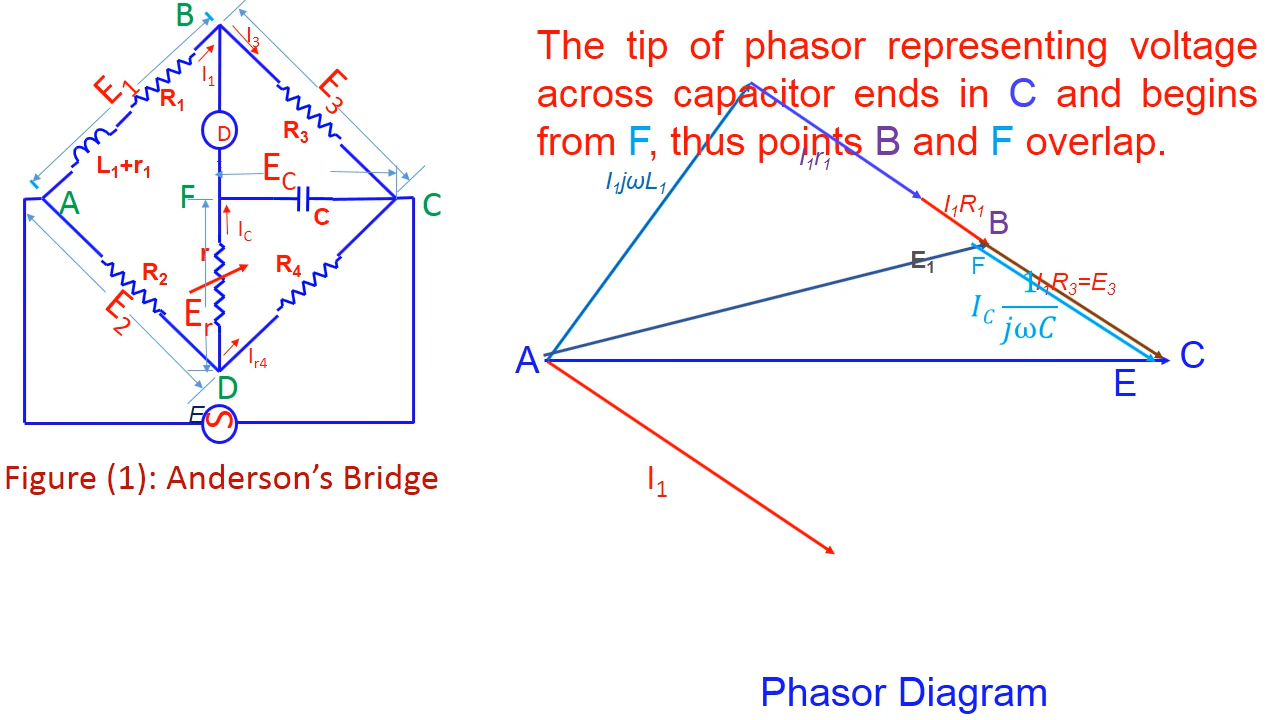 B
I3
E1
I1
E3
R1
D
R3
L1+r1
EC
A
F
C
C
IC
r
R2
R4
E2
Er
Ir4
D
E
S
Figure (1): Anderson’s Bridge
The tip of phasor representing voltage
across capacitor ends in C and begins
from F, thus points B and F overlap.
I1r1
I1jωL1
I1R1
B
E1
F
I1R3=E3
IC 1/jωC
A
C
E
I1
Phasor Diagram